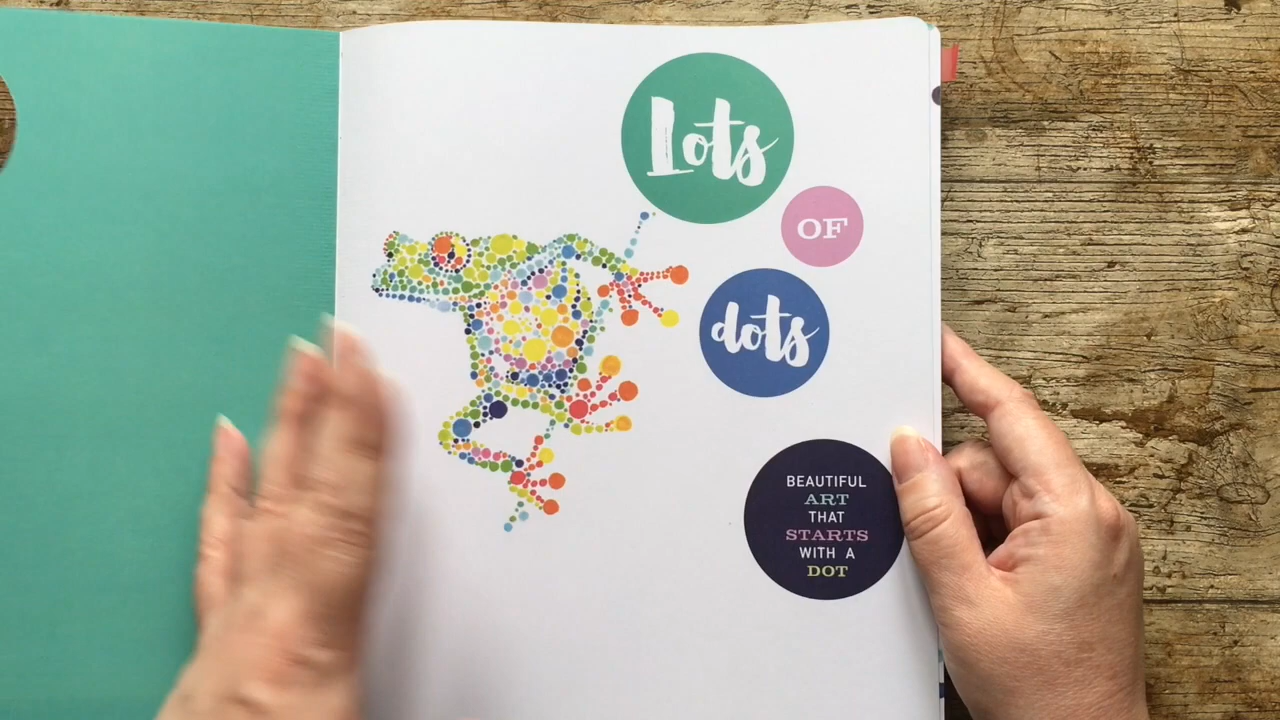 Lots
OF
dots
BEAUTIFUL
ART
THAT
STARTS
WITH A
DOT